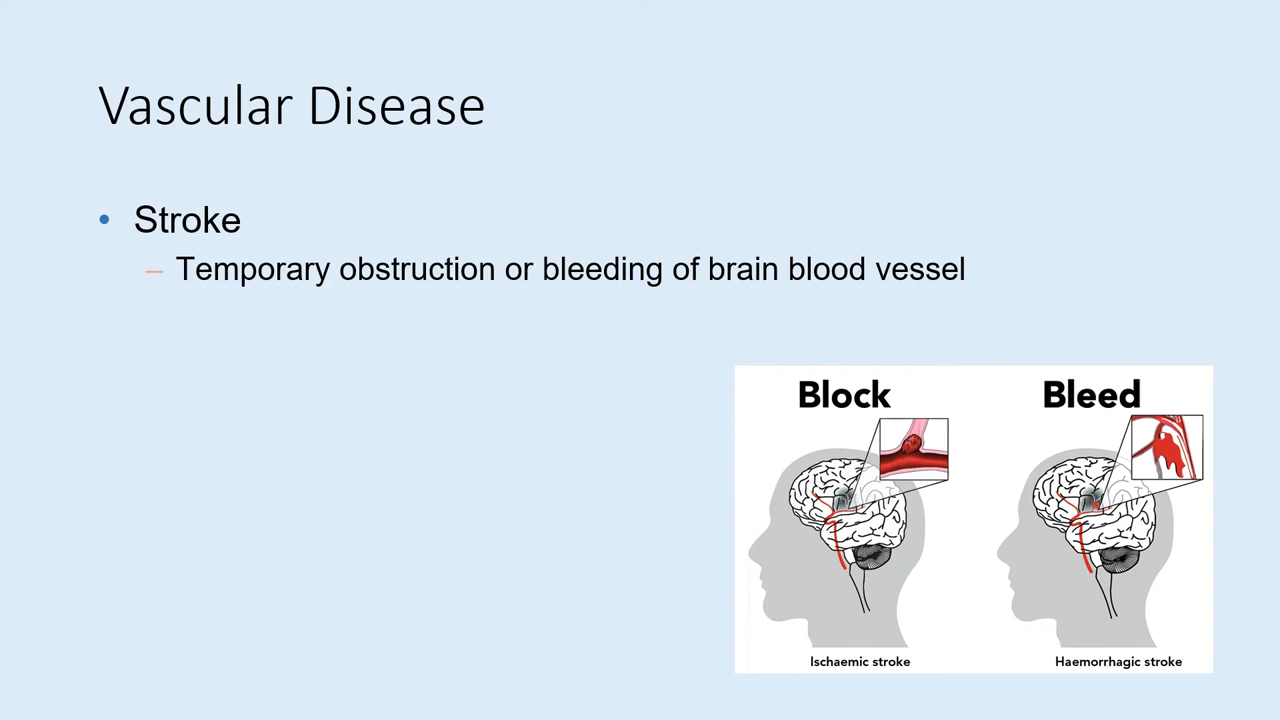 Vascular Disease
• Stroke
– Temporary obstruction or bleeding of brain blood vessel
Block
Bleed
Ischaemic stroke
Haemorrhagic stroke